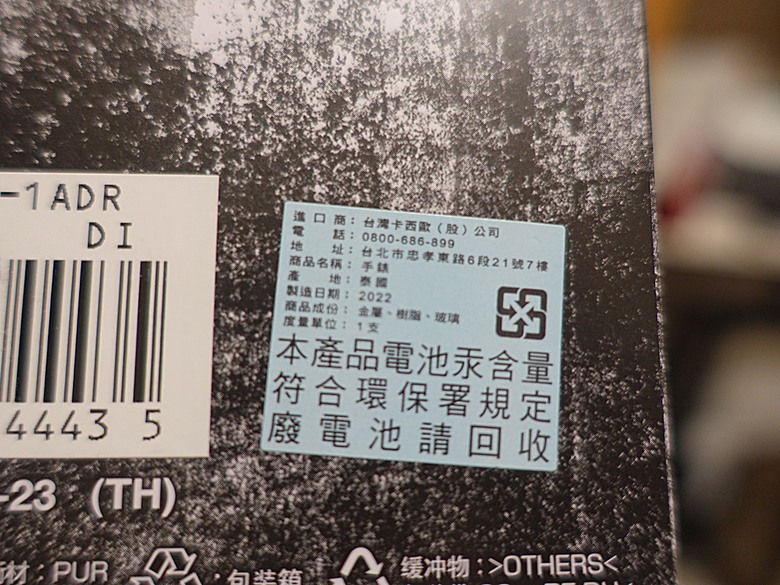 -1ADR
DI
4443 5
-23 (TH)
進口商：台灣卡西歐（股）公司
電話：0800-686-899
地址：台北市忠孝東路6段21號7樓
商品名稱：手錶
產地：泰國
製造日期：2022
商品成份：金屬、樹脂、玻璃
度量單位：1支
本產品電池汞含量
符合環保署規定
廢電池請回收
材：PUR
：包装箱
缓冲物：>OTHERS<